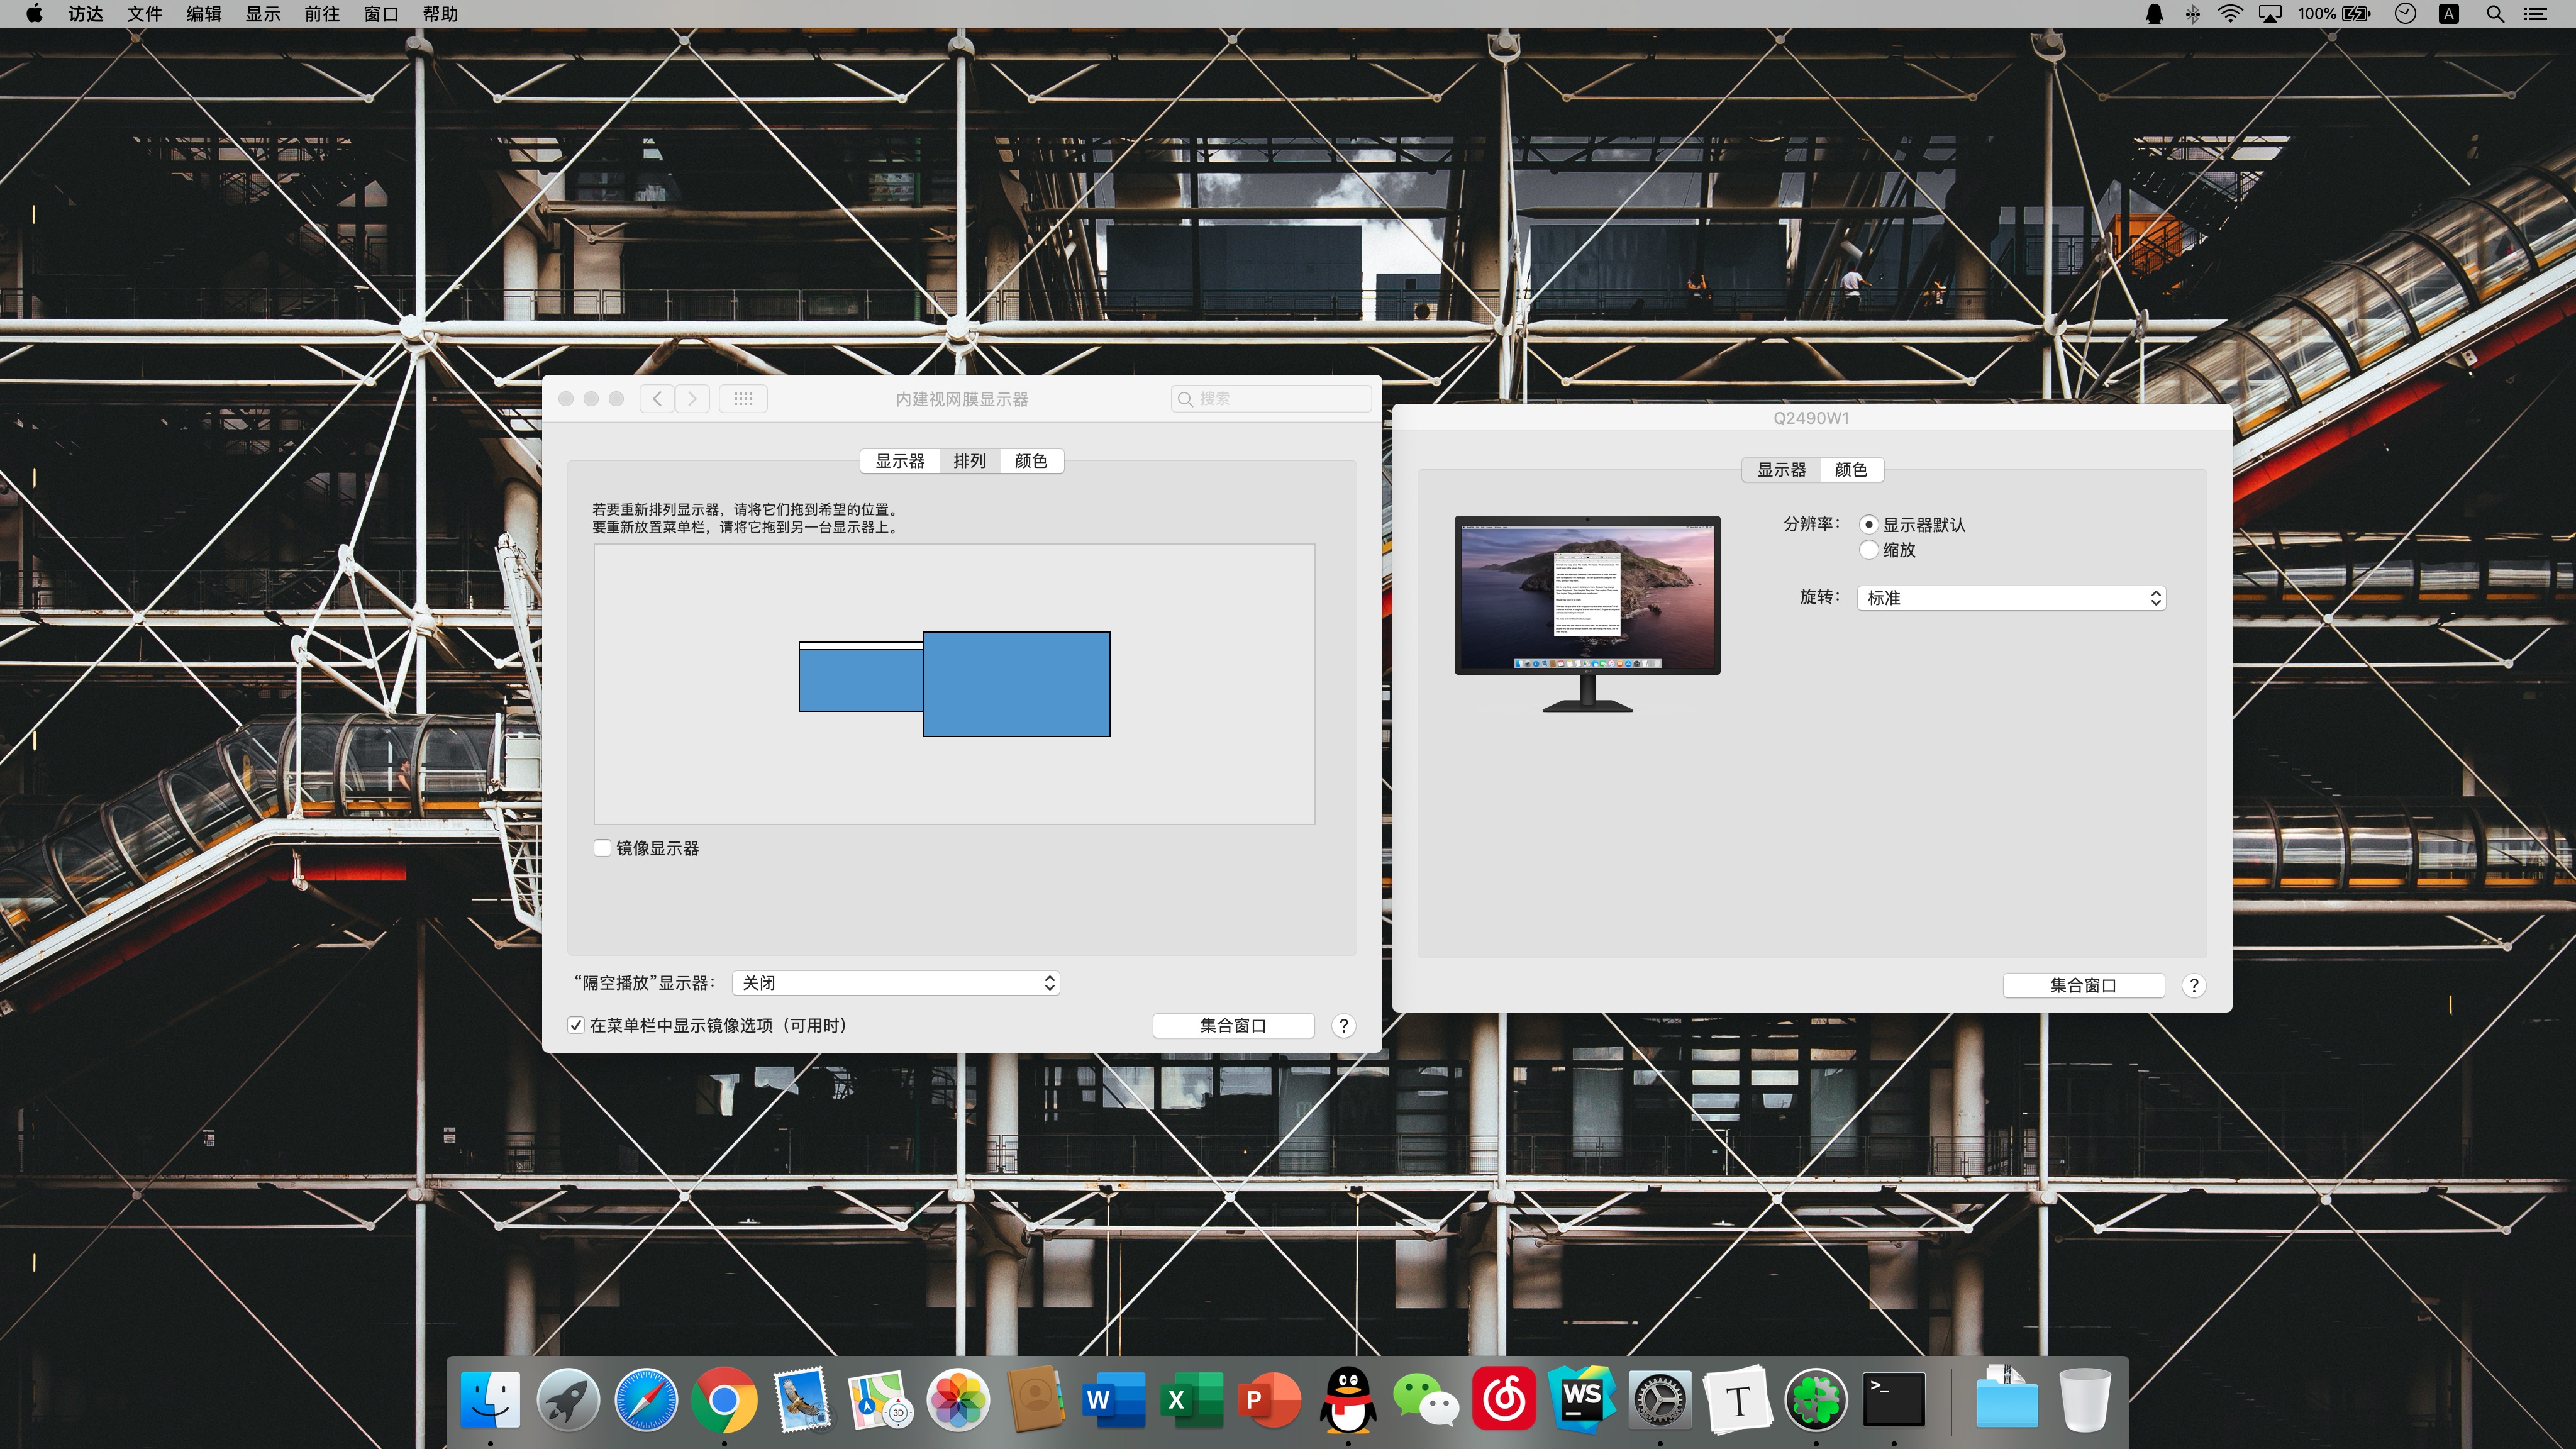 访达 文件 编辑 显示 前往 窗口 帮助
100%
A
内建视网膜显示器
搜索
显示器 排列 颜色
若要重新排列显示器，请将它们拖到希望的位置。
要重新放置菜单栏，请将它拖到另一台显示器上。
镜像显示器
“隔空播放”显示器： 关闭
在菜单栏中显示镜像选项（可用时）
集合窗口 ?
Q2490W1
显示器 颜色
分辨率： 显示器默认
缩放
旋转： 标准
集合窗口 ?
3D W X P WS T >_